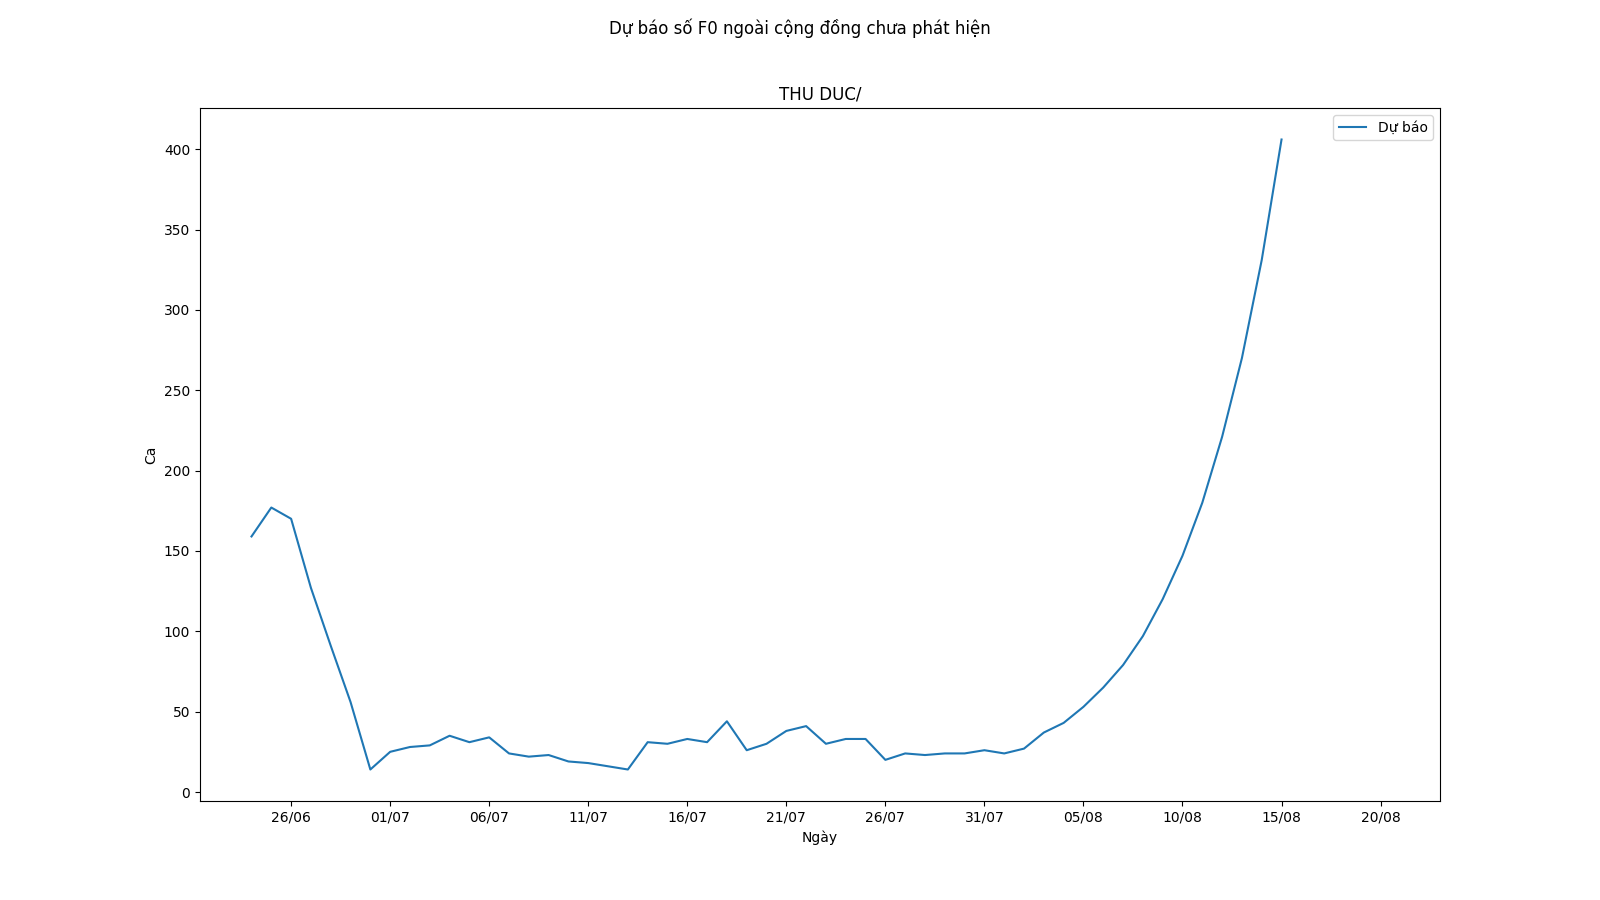 Dự báo số F0 ngoài cộng đồng chưa phát hiện
THU DUC/
Dự báo
400
350
300
250
200
150
100
50
0
Ca
26/06 01/07 06/07 11/07 16/07 21/07 26/07 31/07 05/08 10/08 15/08 20/08
Ngày